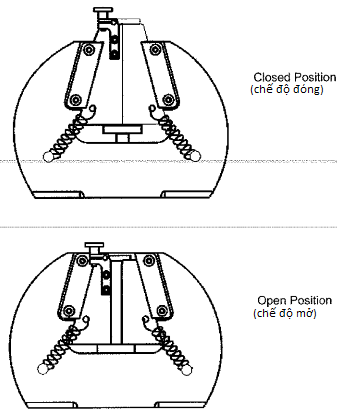 Closed Position
(chế độ đóng)
Open Position
(chế độ mở)